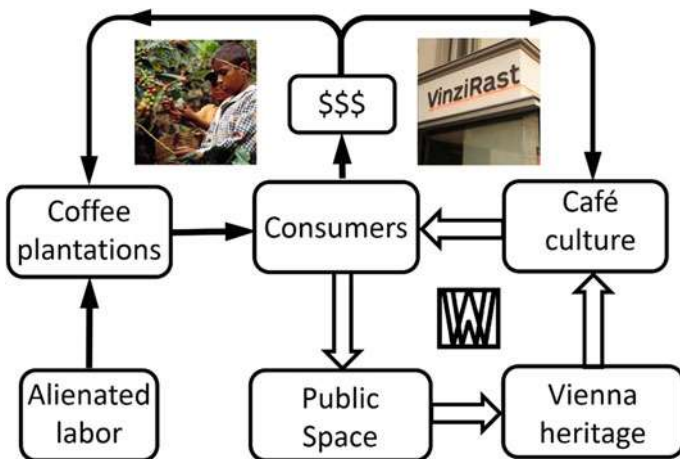 $$$
VinziRast
Coffee
plantations
Consumers
Café
culture
Alienated
labor
Public
Space
Vienna
heritage